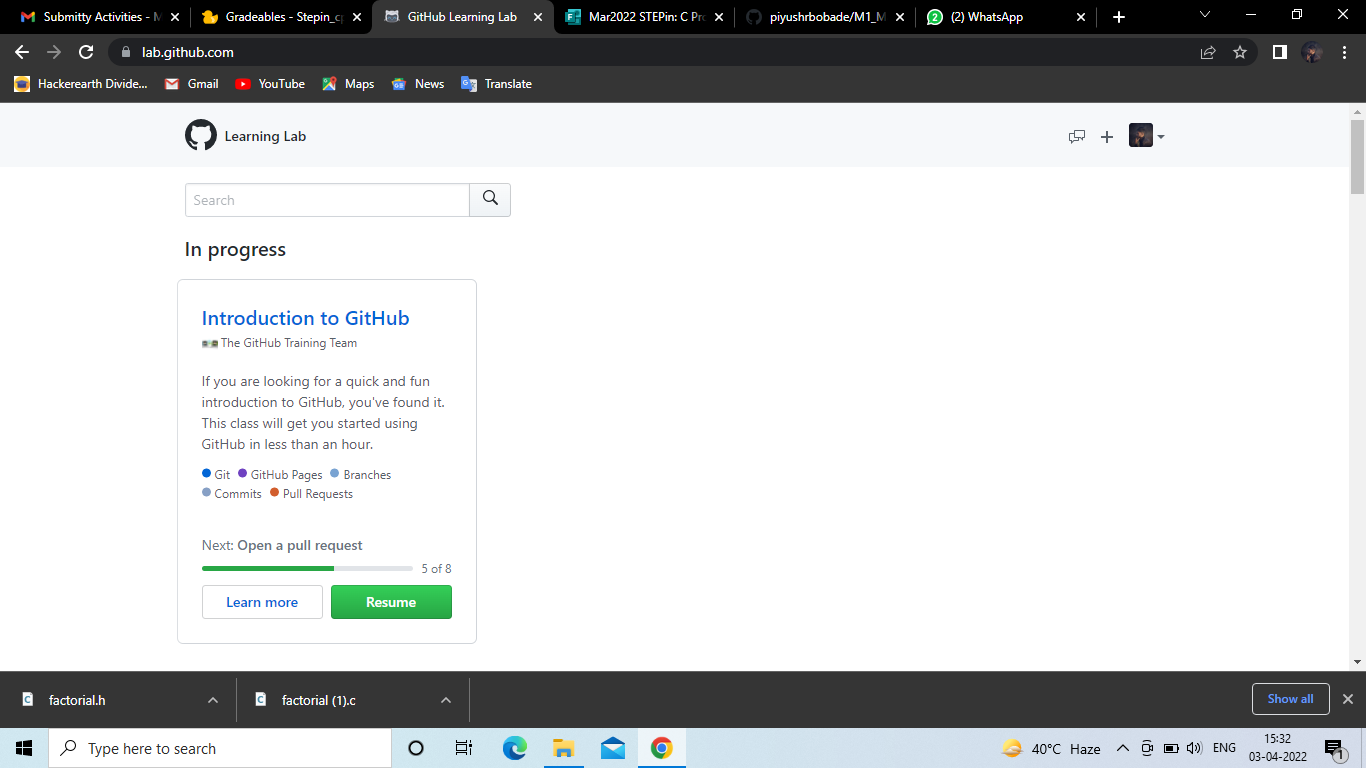 Submitty Activities - M
Gradeables - Stepin_cp
GitHub Learning Lab
Mar2022 STEPin: C Pro
piyushrbobade/M1_M
(2) WhatsApp
lab.github.com
Hackerearth Divide...
Gmail
YouTube
Maps
News
Translate
Learning Lab
Search
In progress
Introduction to GitHub
The GitHub Training Team
If you are looking for a quick and fun
introduction to GitHub, you've found it.
This class will get you started using
GitHub in less than an hour.
Git GitHub Pages Branches
Commits Pull Requests
Next: Open a pull request
5 of 8
Learn more
Resume
factorial.h
factorial (1).c
Show all
Type here to search
40°C Haze
ENG
15:32
03-04-2022
1